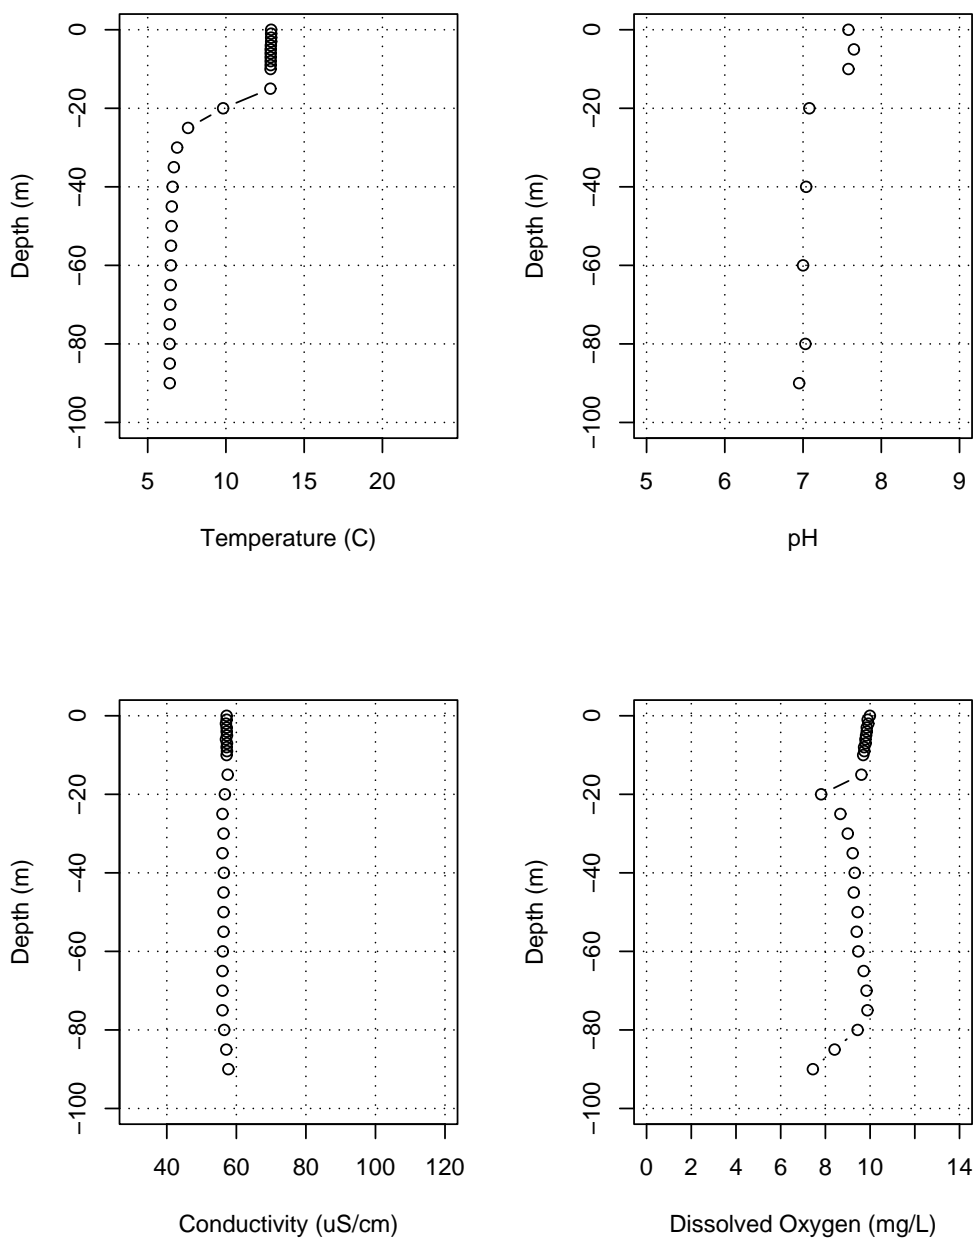 0
−20
−40
−60
−80
−100
Depth (m)
5 10 15 20
Temperature (C)
0
−20
−40
−60
−80
−100
Depth (m)
5 6 7 8 9
pH
0
−20
−40
−60
−80
−100
Depth (m)
40 60 80 100 120
Conductivity (uS/cm)
0
−20
−40
−60
−80
−100
Depth (m)
0 2 4 6 8 10 14
Dissolved Oxygen (mg/L)